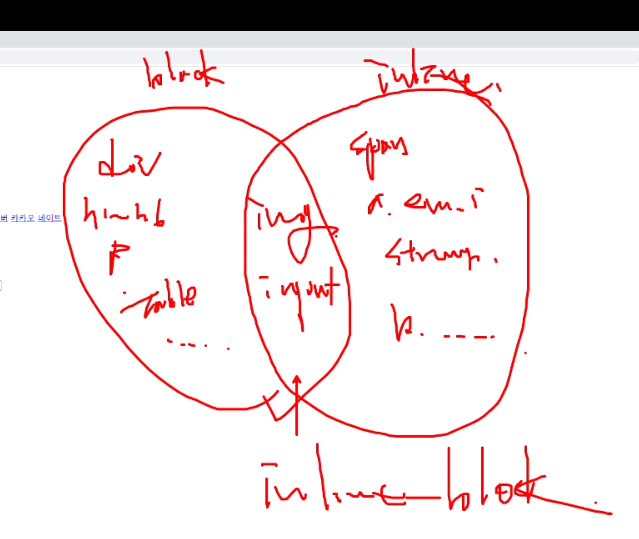 block
inline
div
h1~h6
p
table
.....
img
input
span
a. em. i
strong.
b. ....
inline-block
버 카카오 네이트